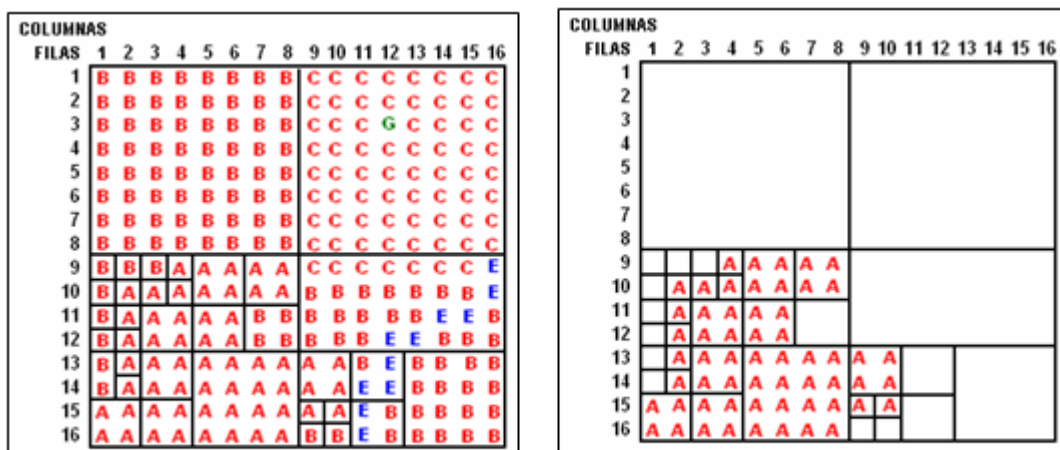 COLUMNAS
FILAS 1 2 3 4 5 6 7 8 9 10 11 12 13 14 15 16
1 B B B B B B B B C C C C C C C C
2 B B B B B B B B C C C C C C C C
3 B B B B B B B B C C C G C C C C
4 B B B B B B B B C C C C C C C C
5 B B B B B B B B C C C C C C C C
6 B B B B B B B B C C C C C C C C
7 B B B B B B B B C C C C C C C C
8 B B B B B B B B C C C C C C C C
9 B B B A A A A A C C C C C C C E
10 B A A A A A A A B B B B B B B E
11 B A A A A A B B B B B B B E E B
12 B A A A A A B B B B B E E B B B
13 B A A A A A A A A A B E B B B B
14 B A A A A A A A A A E E B B B B
15 A A A A A A A A A A E B B B B B
16 A A A A A A A A B B E B B B B B
COLUMNAS
FILAS 1 2 3 4 5 6 7 8 9 10 11 12 13 14 15 16
1
2
3
4
5
6
7
8
9 A A A A A
10 A A A A A A A
11 A A A A A
12 A A A A A
13 A A A A A A A A A
14 A A A A A A A A A
15 A A A A A A A A A A
16 A A A A A A A A